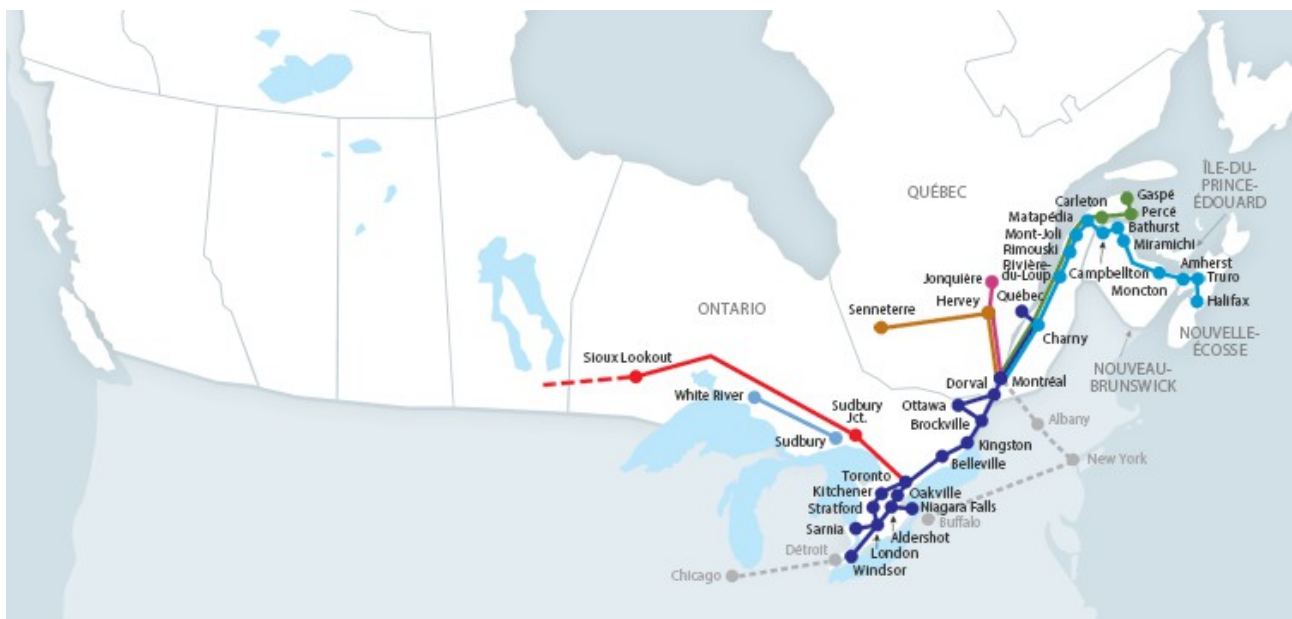 QUÉBEC
ÎLE-DU-
PRINCE-
ÉDOUARD
Gaspé
Carleton
Percé
Matapédia
Bathurst
Mont-Joli
Miramichi
Rimouski
Rivière-
du-Loup
Campbellton
Amherst
Moncton
Truro
Jonquière
Halifax
Hervey
Québec
Senneterre
ONTARIO
Charny
NOUVELLE-
ÉCOSSE
Sioux Lookout
NOUVEAU-
BRUNSWICK
Dorval
Montréal
White River
Sudbury
Jct.
Ottawa
Albany
Brockville
Sudbury
Kingston
Belleville
New York
Toronto
Kitchener
Oakville
Stratford
Niagara Falls
Buffalo
Sarnia
Aldershot
Détroit
London
Windsor
Chicago